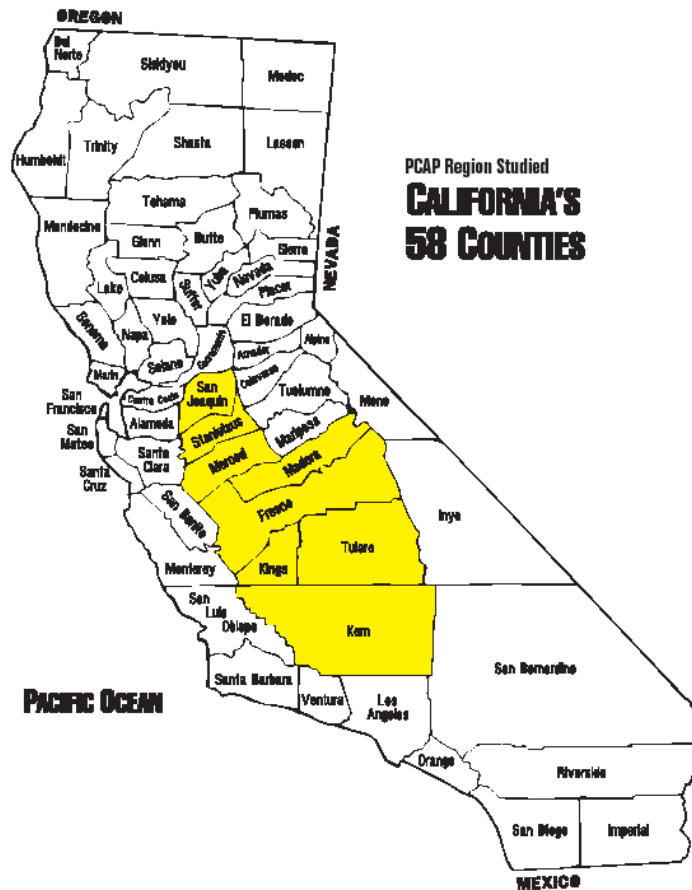 OREGON
Del
Norte
Siskiyou
Modoc
Humboldt
Trinity
Shasta
Lassen
PCAP Region Studied
CALIFORNIA'S
58 COUNTIES
Tehama
Plumas
Mendocino
Glenn
Butte
Sierra
NEVADA
Lake
Colusa
Sutter
Yuba
Nevada
Placer
Sonoma
Napa
Yolo
El Dorado
Alpine
Marin
Solano
Sacramento
Amador
Calaveras
San
Francisco
Contra Costa
San
Joaquin
Tuolumne
Mono
San
Mateo
Alameda
Stanislaus
Mariposa
Santa
Cruz
Santa
Clara
Merced
Madera
San Benito
Fresno
Inyo
Monterey
Kings
Tulare
San
Luis
Obispo
Kern
San Bernardino
PACIFIC OCEAN
Santa Barbara
Ventura
Los
Angeles
Orange
Riverside
San Diego
Imperial
MEXICO